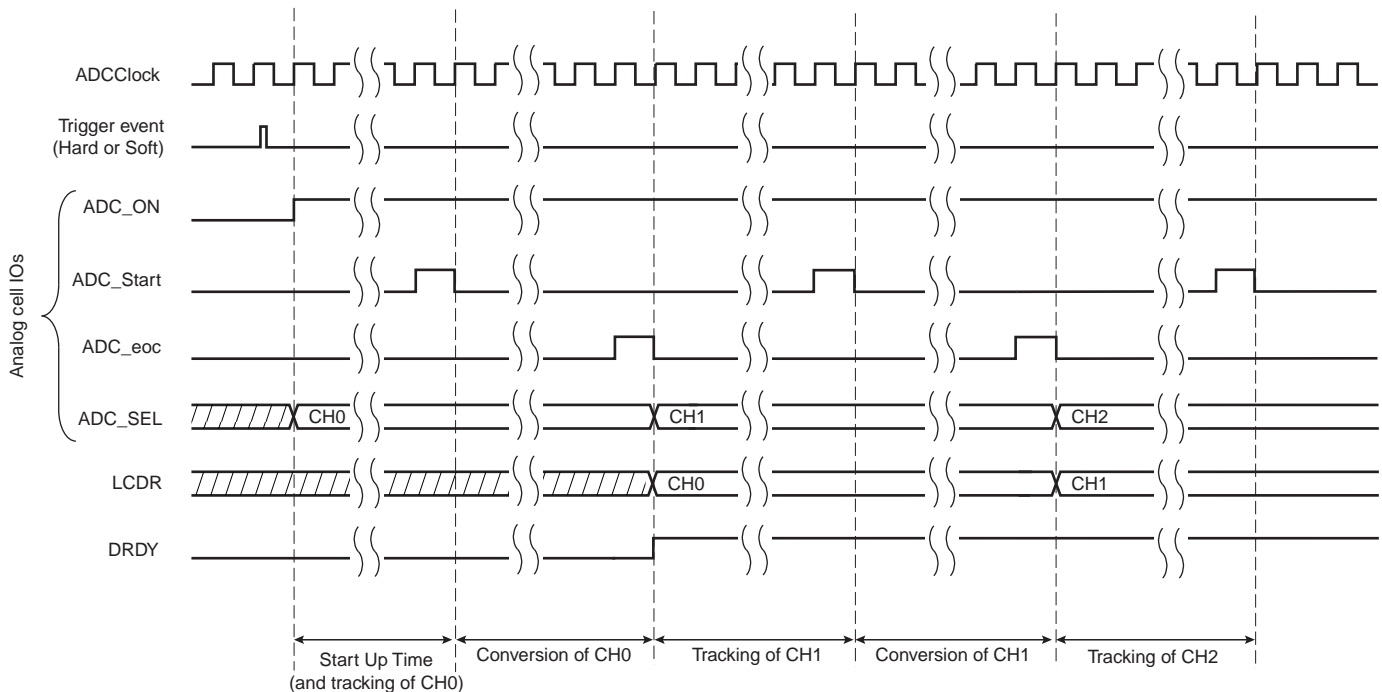 ADCClock
Trigger event
(Hard or Soft)
Analog cell IOs
ADC_ON
ADC_Start
ADC_eoc
ADC_SEL
CH0
CH1
CH2
LCDR
CH0
CH1
DRDY
Start Up Time
(and tracking of CH0)
Conversion of CH0
Tracking of CH1
Conversion of CH1
Tracking of CH2